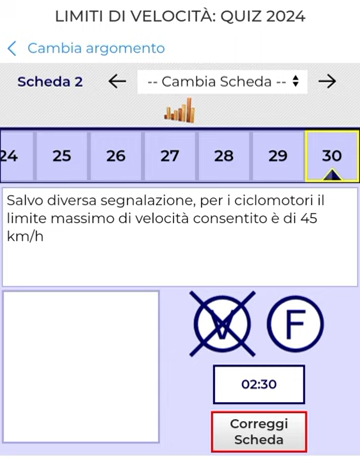 LIMITI DI VELOCITÀ: QUIZ 2024
Cambia argomento
Scheda 2 -- Cambia Scheda --
24 25 26 27 28 29 30
Salvo diversa segnalazione, per i ciclomotori il
limite massimo di velocità consentito è di 45
km/h
V F
02:30
Correggi
Scheda